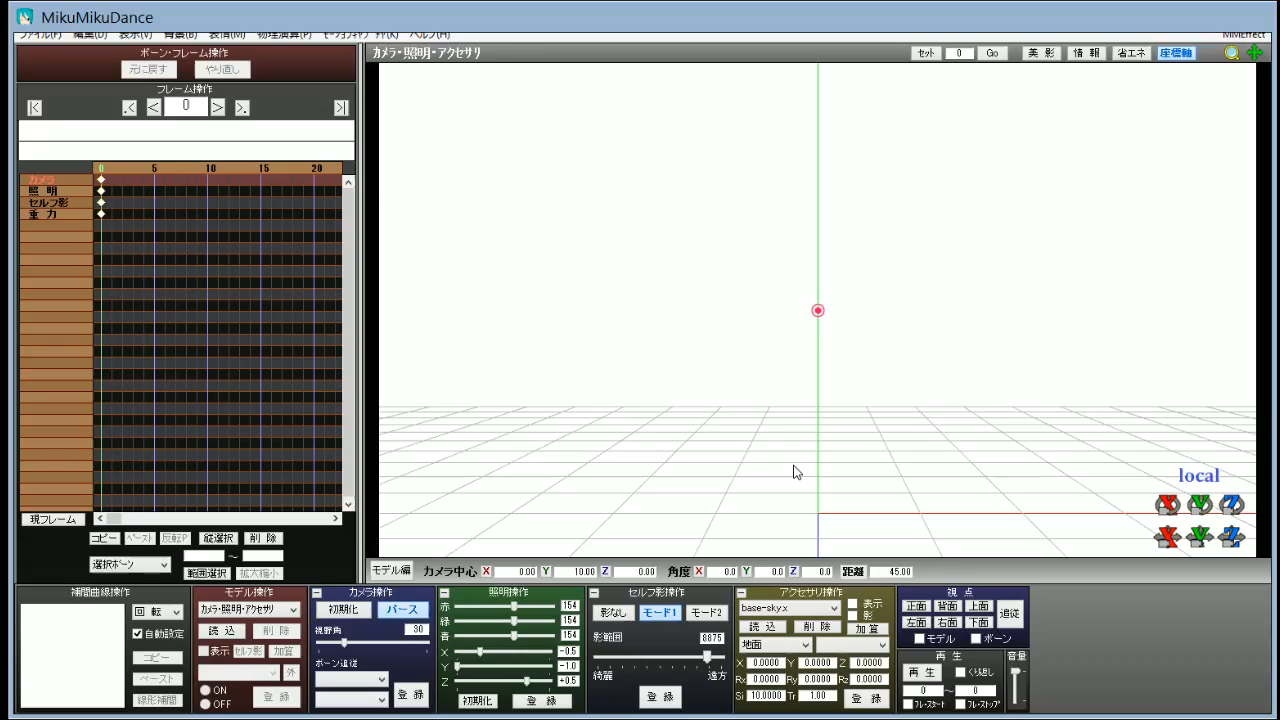 MikuMikuDance
ファイル(F) 編集(D) 表示(V) 背景(B) 表情(M) 物理演算(P) モーションキャプチャ(K) ヘルプ(H) MMEffect
ボーン・フレーム操作
元に戻す やり直し
フレーム操作
|< .< < 0 > >. >|
カメラ・照明・アクセサリ
セット 0 Go 美 影 情 報 省エネ 座標軸
0 5 10 15 20
カメラ
照 明
セルフ影
重 力
現フレーム
コピー ペースト 反転P 縦選択 削 除
選択ボーン ～
範囲選択 拡大縮小
local
X Y Z
X Y Z
モデル編 カメラ中心 X 0.00 Y 10.00 Z 0.00 角度 X 0.0 Y 0.0 Z 0.0 距離 45.00
補間曲線操作
回 転
自動設定
コピー
ペースト
線形補間
モデル操作
カメラ・照明・アクセサリ
読 込 削 除
表示 セルフ影 加算
外
ON
OFF
登 録
カメラ操作
初期化 パース
視野角 30
ボーン追従
登 録
照明操作
赤 154
緑 154
青 154
X -0.5
Y -1.0
Z +0.5
初期化 登 録
セルフ影操作
影なし モード1 モード2
影範囲 8875
綺麗 遠方
登 録
アクセサリ操作
base-sky.x 表示
影
読 込 削 除 加 算
地面
X 0.0000 Y 0.0000 Z 0.0000
Rx 0.0000 Ry 0.0000 Rz 0.0000
Si 10.0000 Tr 1.00 登 録
視 点
正面 背面 上面 追従
左面 右面 下面
モデル ボーン
再 生
再 生 くり返し
0 ～ 0
フレ・スタート フレ・ストップ
音量